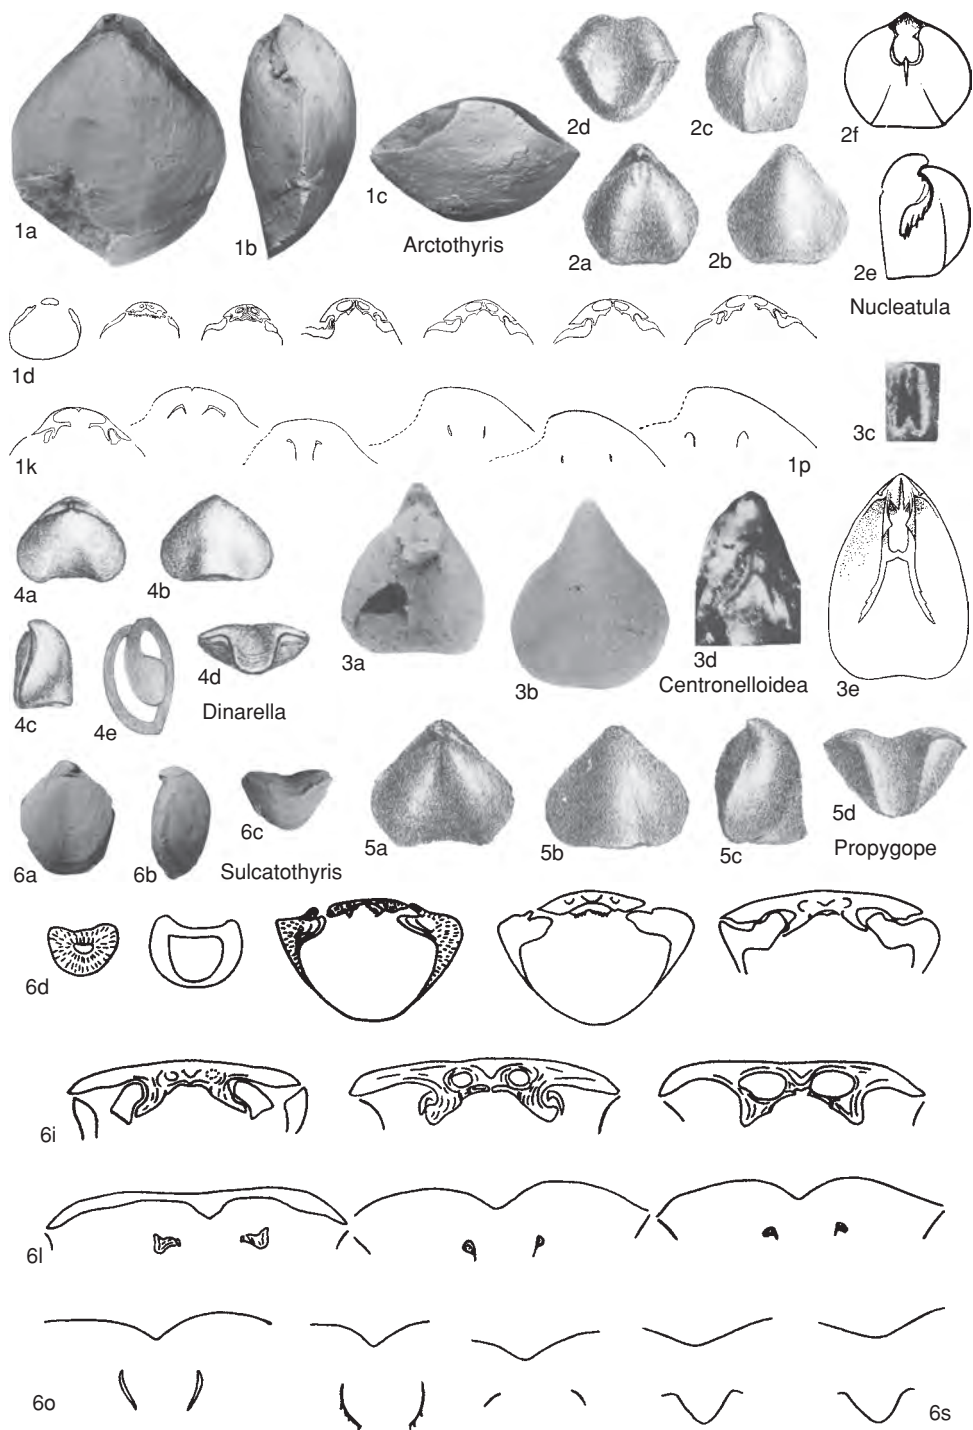 1a
1b
1c
Arctothyris
2d
2c
2f
2a
2b
2e
Nucleatula
1d
3c
1k
1p
4a
4b
3a
3b
3d
Centronelloidea
3e
4c
4e
4d
Dinarella
6a
6b
6c
Sulcatothyris
5a
5b
5c
5d
Propygope
6d
6i
6l
6o
6s